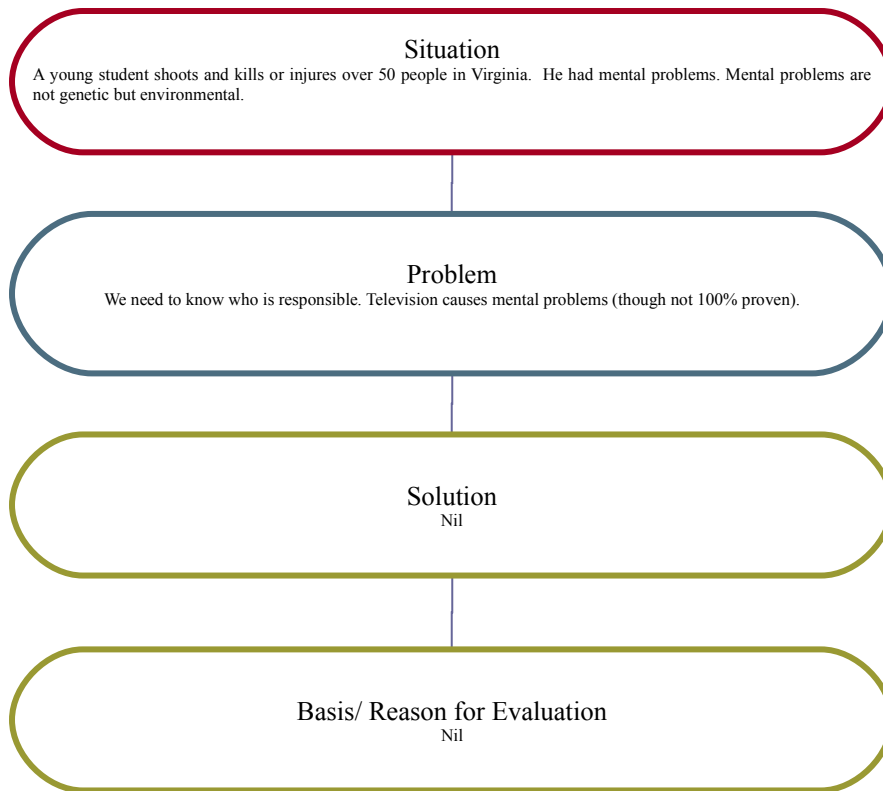 Situation
A young student shoots and kills or injures over 50 people in Virginia.  He had mental problems. Mental problems are
not genetic but environmental.
Problem
We need to know who is responsible. Television causes mental problems (though not 100% proven).
Solution
Nil
Basis/ Reason for Evaluation
Nil